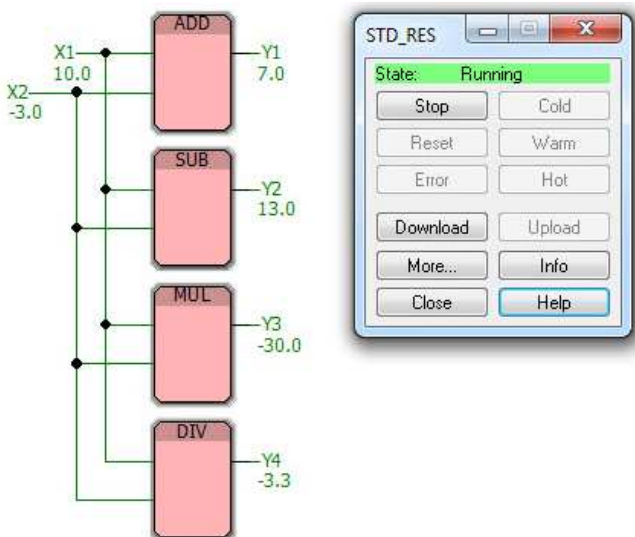 ADD
X1 Y1
10.0 7.0
X2
-3.0
SUB
Y2
13.0
MUL
Y3
-30.0
DIV
Y4
-3.3
STD_RES
State: Running
Stop Cold
Reset Warm
Error Hot
Download Upload
More... Info
Close Help